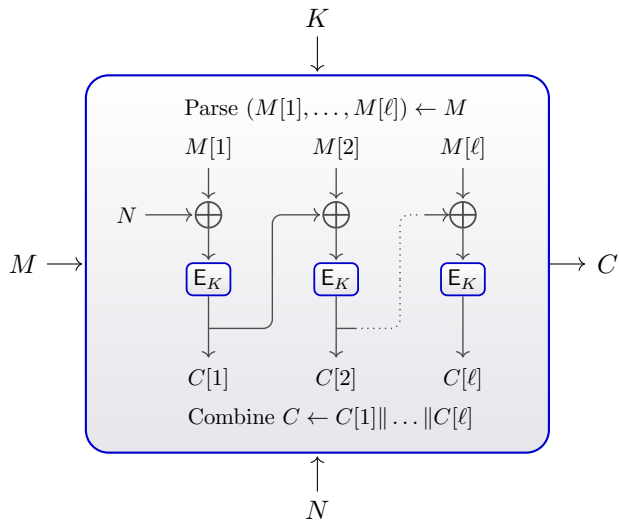 K
Parse (M[1], . . . , M[ℓ]) ← M
M[1] M[2] M[ℓ]
N
M
E_K E_K E_K
C
C[1] C[2] C[ℓ]
Combine C ← C[1]‖ . . . ‖C[ℓ]
N